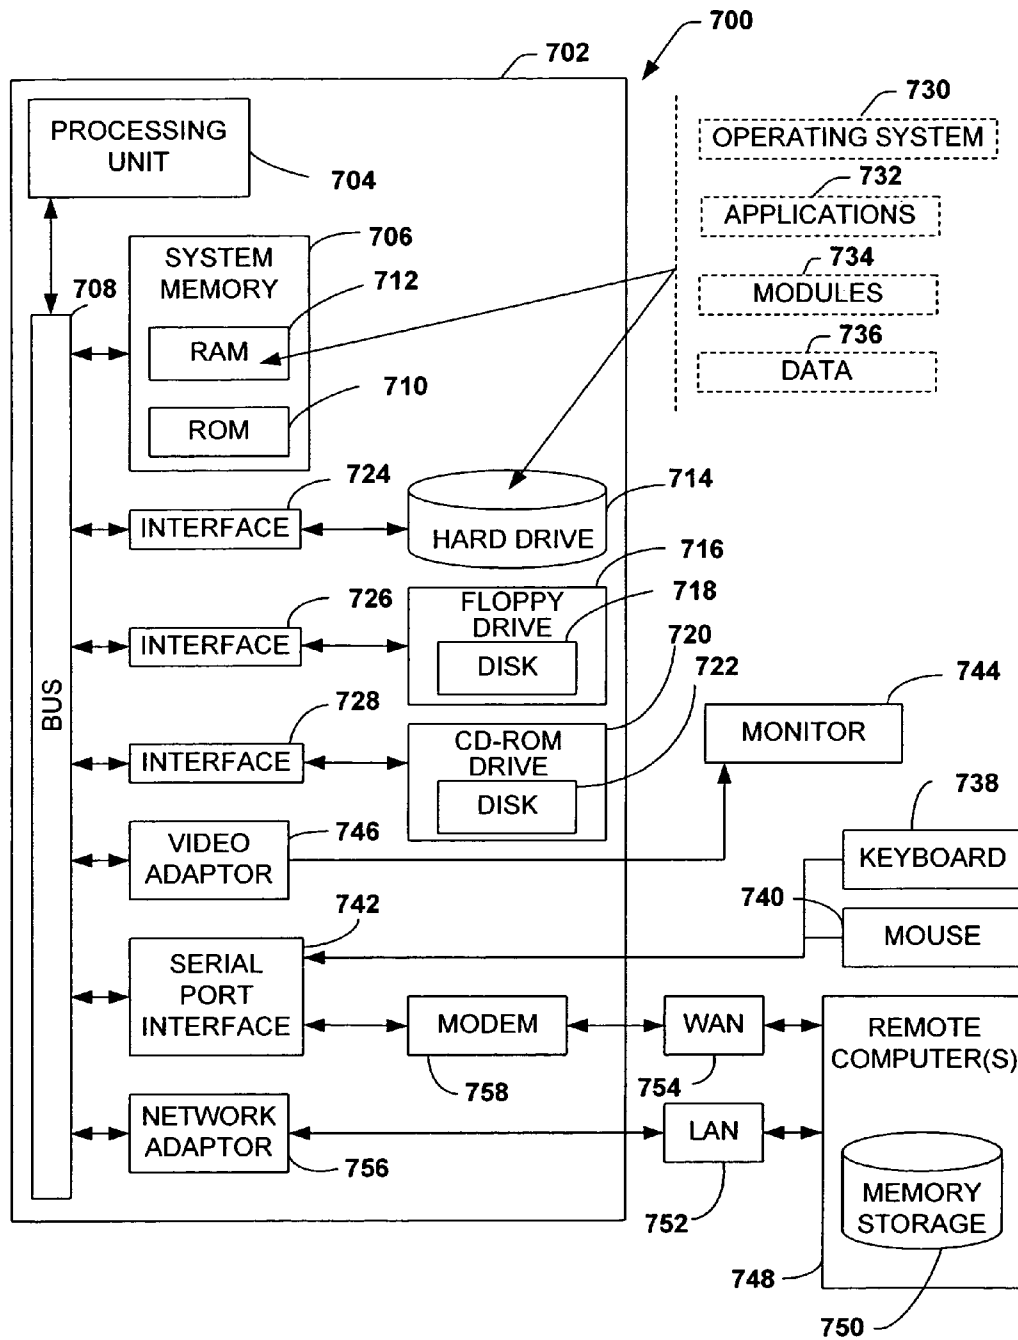 700
702
730
PROCESSING
UNIT
OPERATING SYSTEM
704
732
APPLICATIONS
706
SYSTEM
MEMORY
708
712
734
MODULES
RAM
736
DATA
710
ROM
724
714
INTERFACE
HARD DRIVE
716
726
FLOPPY
DRIVE
718
INTERFACE
720
DISK
722
744
BUS
728
MONITOR
CD-ROM
DRIVE
INTERFACE
DISK
738
746
VIDEO
ADAPTOR
KEYBOARD
742
740
MOUSE
SERIAL
PORT
INTERFACE
MODEM
WAN
REMOTE
COMPUTER(S)
758
754
NETWORK
ADAPTOR
LAN
756
MEMORY
STORAGE
752
748
750